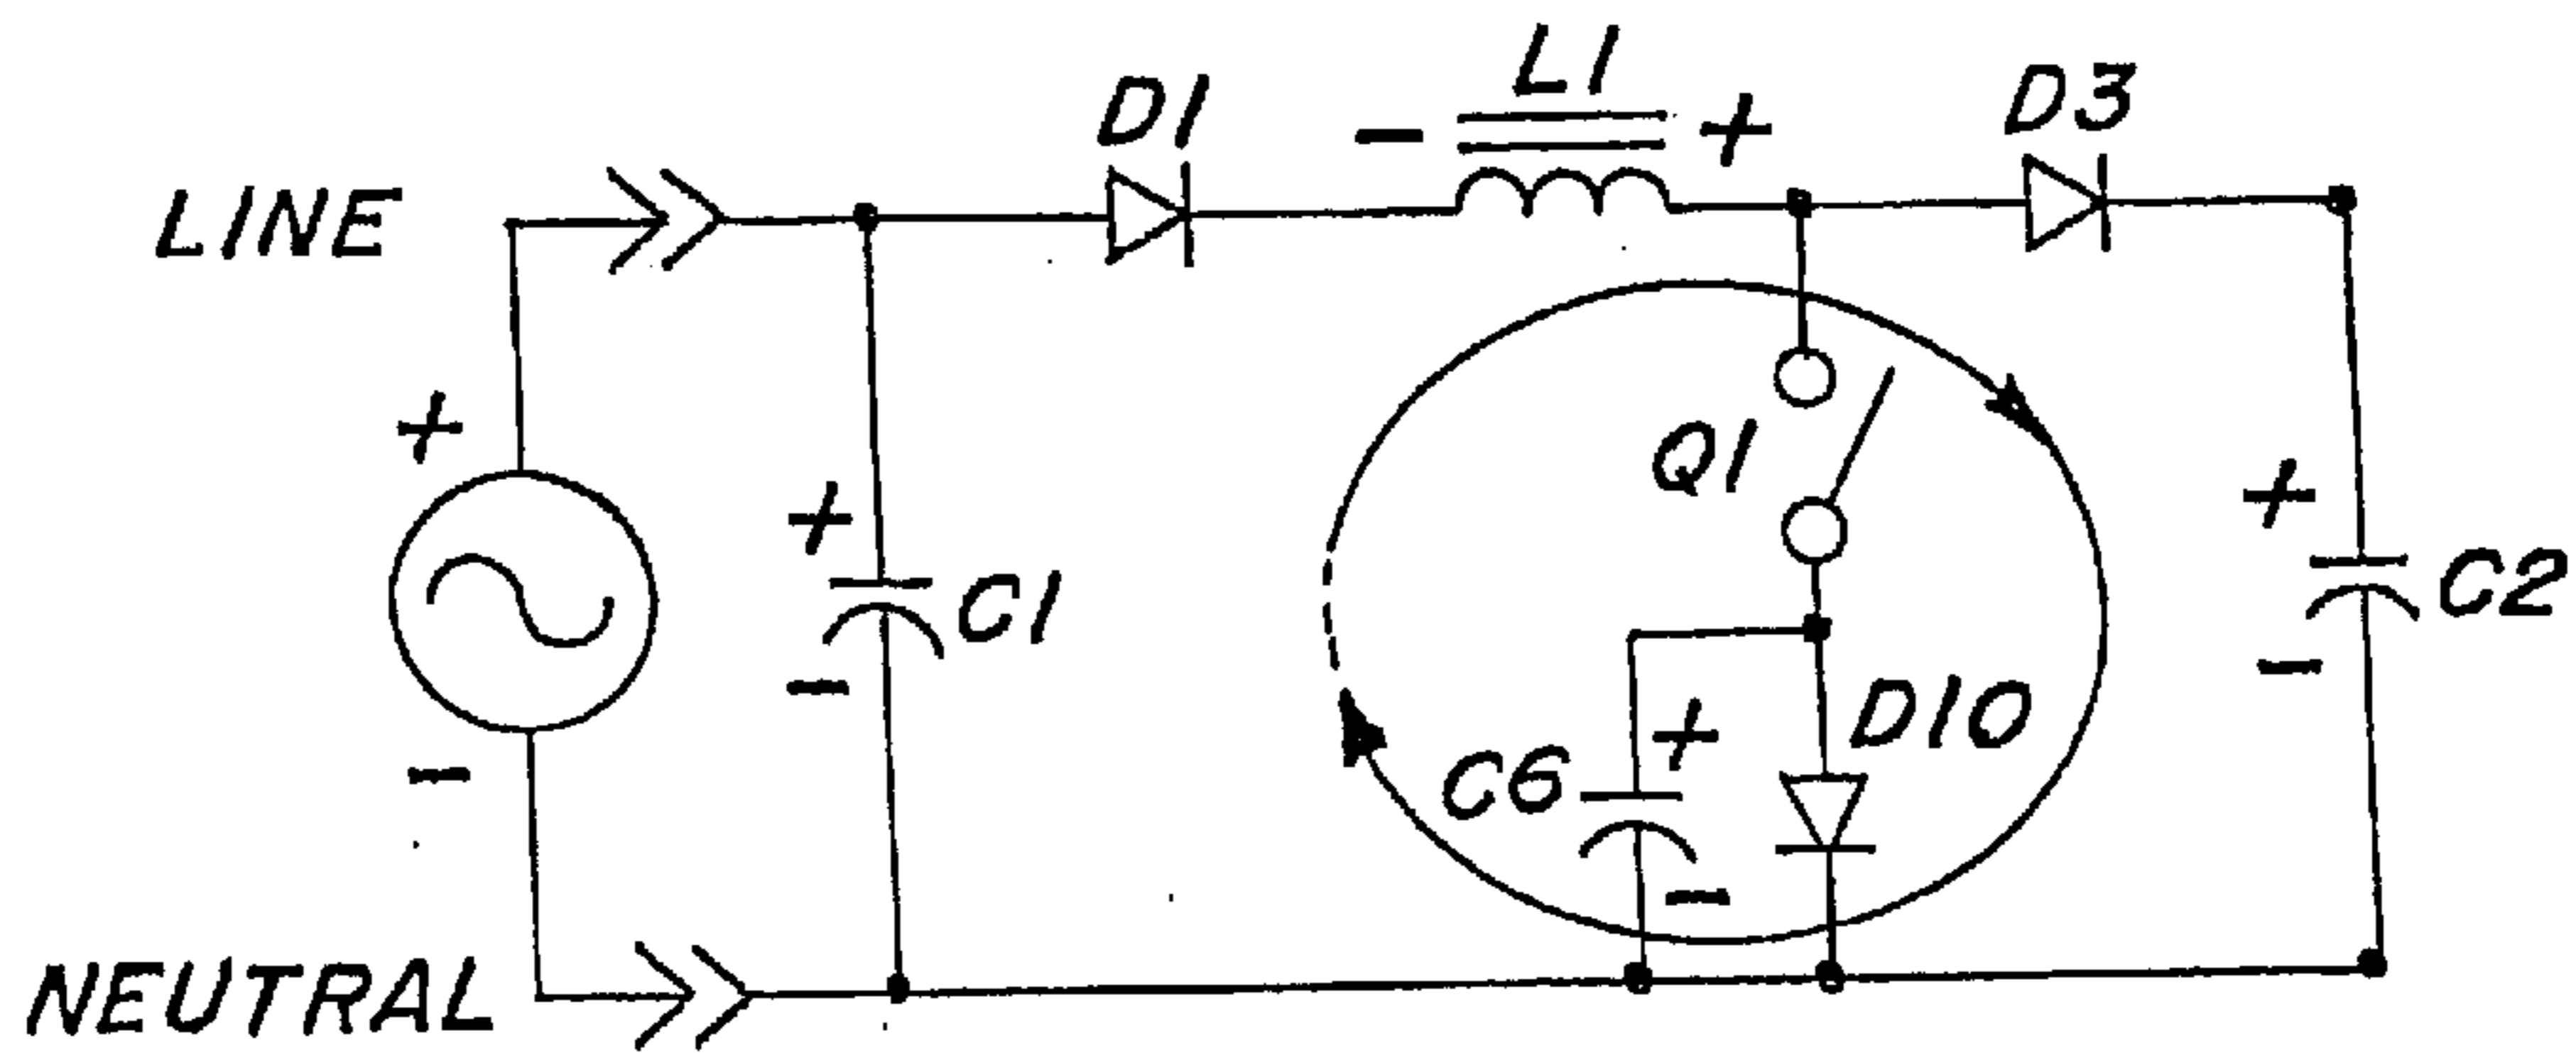 L1
D1
- +
D3
LINE
+
Q1
+
+
C1
C2
-
-
D10
+
C6
-
-
NEUTRAL